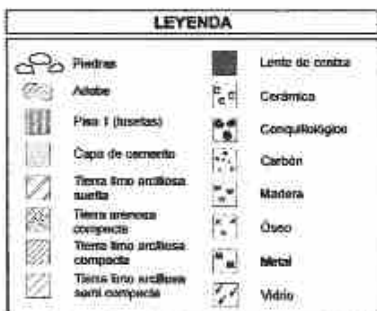 LEYENDA
Piedras
Adobe
Piso 1 (losetas)
Capa de cemento
Tierra limo arcillosa
suelta
Tierra arenosa
compacta
Tierra limo arcillosa
compacta
Tierra limo arcillosa
semi compacta
Lente de ceniza
Cerámica
Conquiliológico
Carbón
Madera
Óseo
Metal
Vidrio